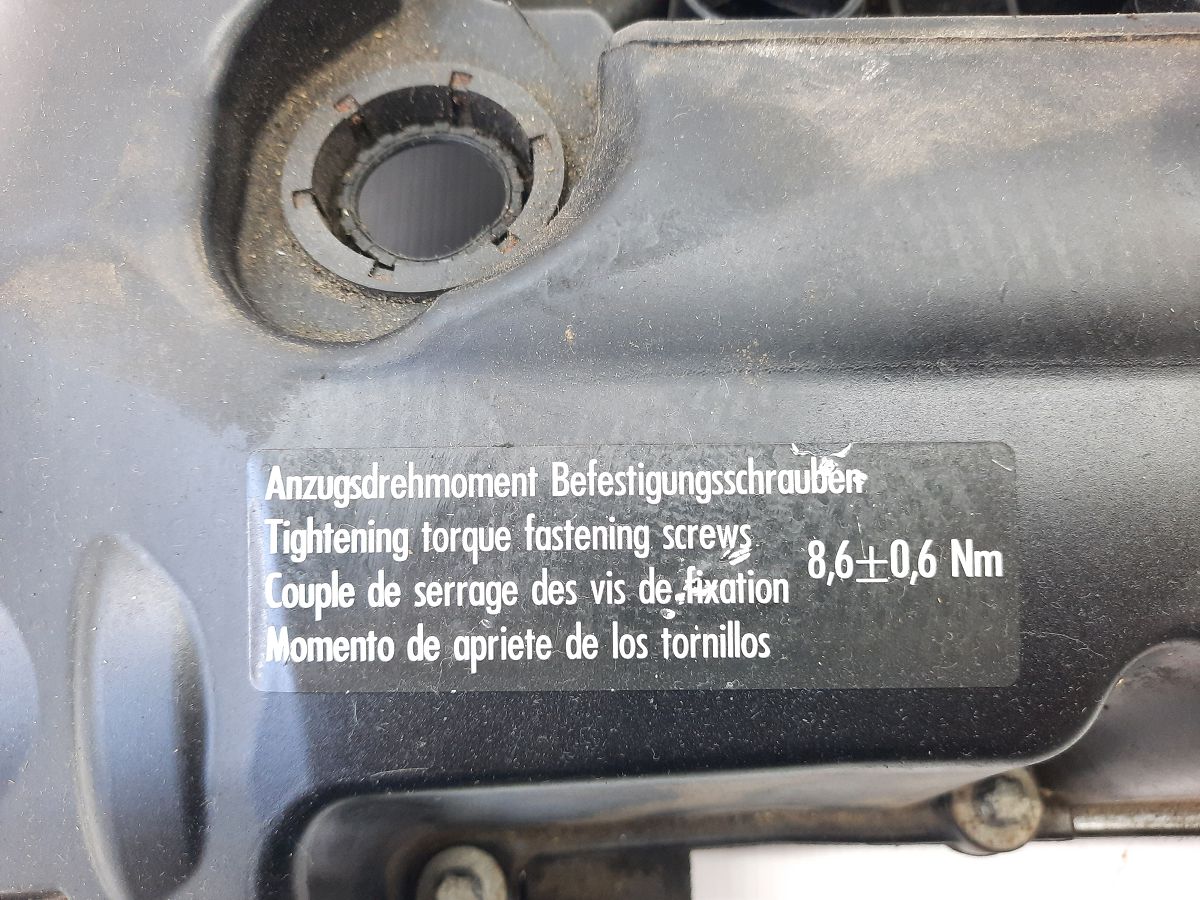 Anzugsdrehmoment Befestigungsschrauben
Tightening torque fastening screws
Couple de serrage des vis de fixation
Momento de apriete de los tornillos
8,6±0,6 Nm